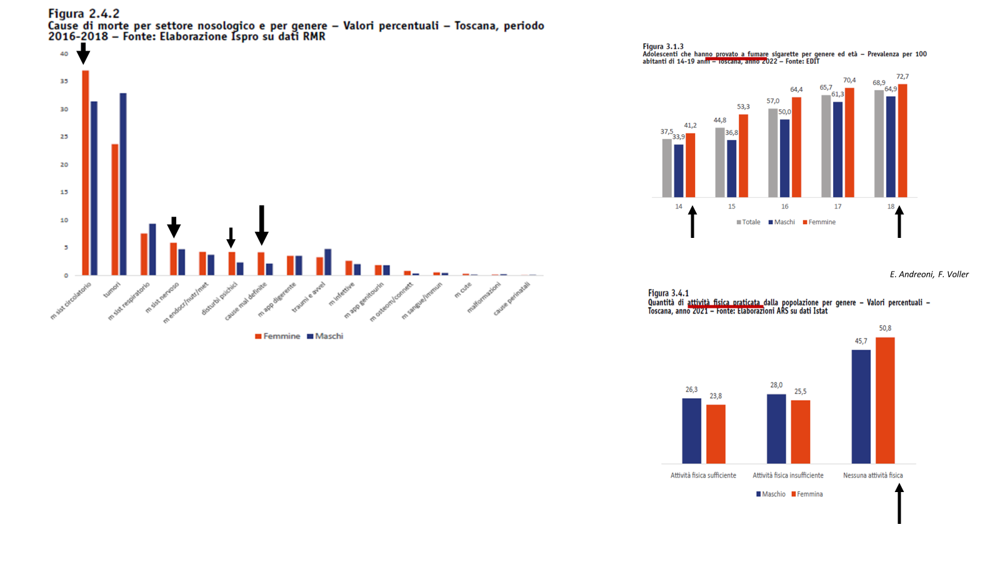 Figura 2.4.2
Cause di morte per settore nosologico e per genere – Valori percentuali – Toscana, periodo
2016-2018 – Fonte: Elaborazione Ispro su dati RMR
40
35
30
25
20
15
10
5
0
m sist circolatorio
tumori
m sist respiratorio
m sist nervoso
m endocr/nutr/met
disturbi psichici
cause mal definite
m app digerente
traumi e avvel
m infettive
m app genitourin
m osteom/connett
m sangue/immun
m cute
malformazioni
cause perinatali
Femmine Maschi
Figura 3.1.3
Adolescenti che hanno provato a fumare sigarette per genere ed età – Prevalenza per 100
abitanti di 14-19 anni – Toscana, anno 2022 – Fonte: EDIT
37,5 33,9 41,2
44,8 36,8 53,3
57,0 50,0 64,4
65,7 61,3 70,4
68,9 64,9 72,7
14 15 16 17 18
Totale Maschi Femmine
E. Andreoni, F. Voller
Figura 3.4.1
Quantità di attività fisica praticata dalla popolazione per genere – Valori percentuali –
Toscana, anno 2021 – Fonte: Elaborazioni ARS su dati Istat
26,3 23,8
28,0 25,5
45,7 50,8
Attività fisica sufficiente Attività fisica insufficiente Nessuna attività fisica
Maschio Femmina